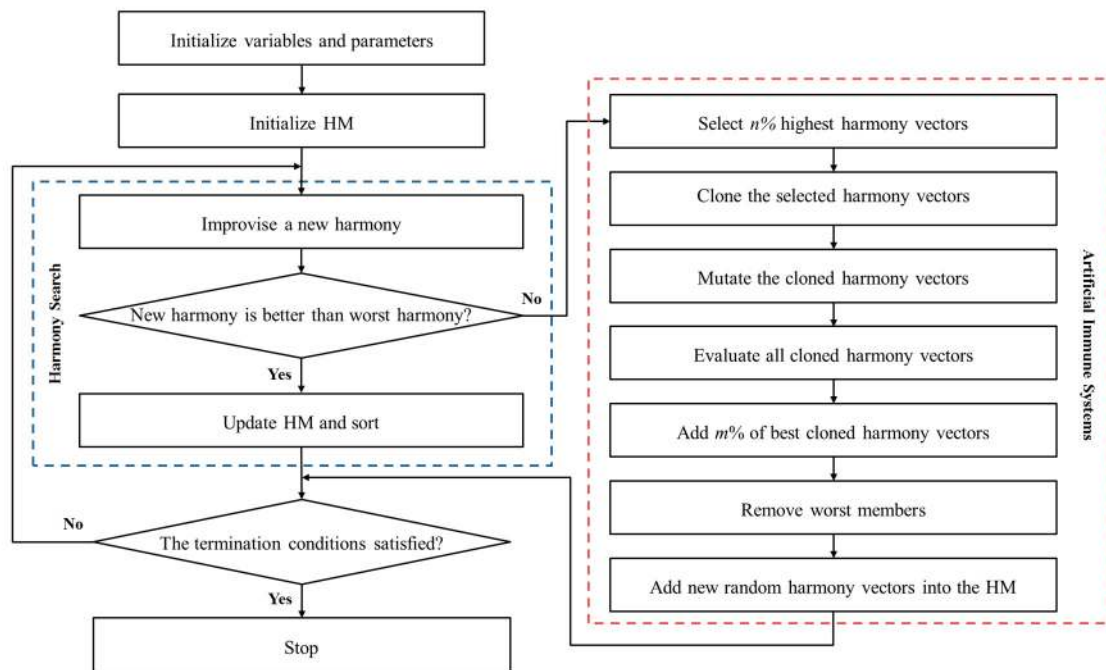 Initialize variables and parameters
Initialize HM
Harmony Search
Improvise a new harmony
New harmony is better than worst harmony?
No
Yes
Update HM and sort
No
The termination conditions satisfied?
Yes
Stop
Artificial Immune Systems
Select n% highest harmony vectors
Clone the selected harmony vectors
Mutate the cloned harmony vectors
Evaluate all cloned harmony vectors
Add m% of best cloned harmony vectors
Remove worst members
Add new random harmony vectors into the HM